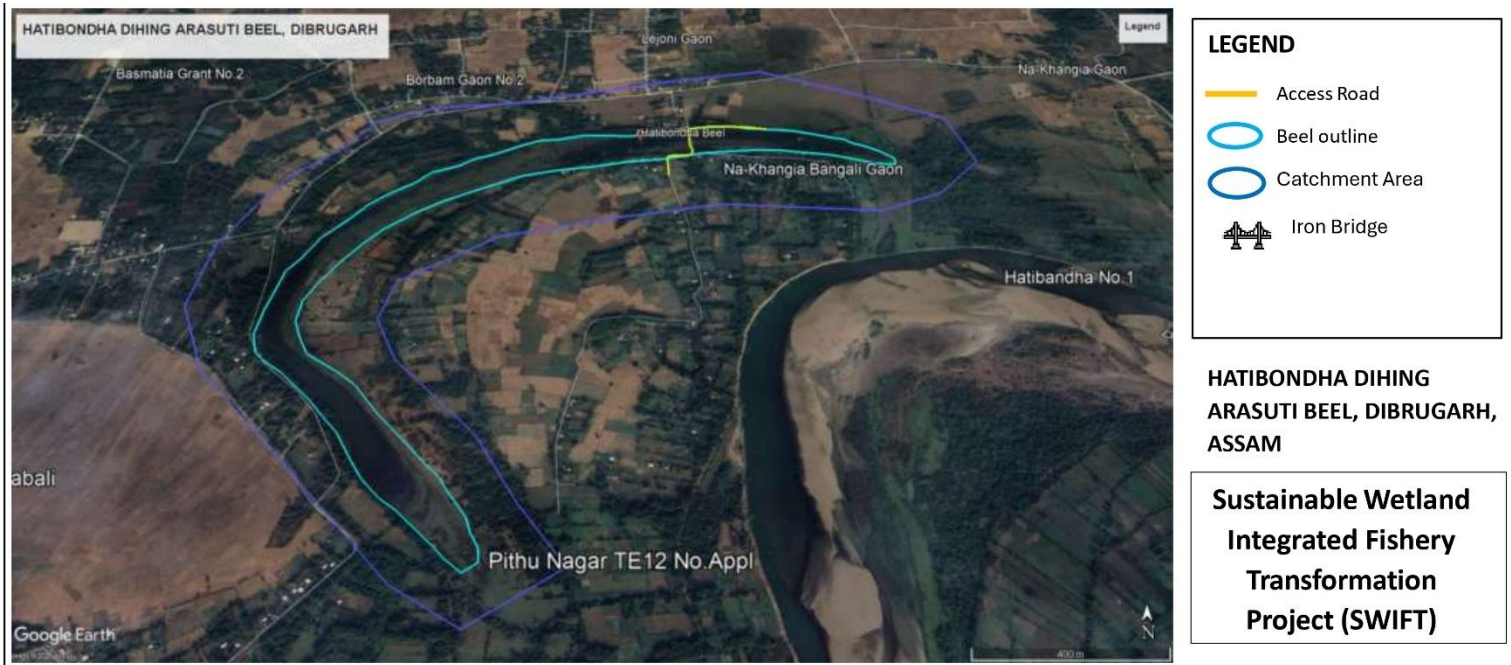 HATIBONDHA DIHING ARASUTI BEEL, DIBRUGARH
Legend
Lejoni Gaon
Basmatia Grant No.2
Borbam Gaon No.2
Na-Khangia Gaon
Hatibondha Beel
Na-Khangia Bangali Gaon
Hatibandha No.1
abali
Pithu Nagar TE12 No.Appl
Google Earth
N
400 m
LEGEND
Access Road
Beel outline
Catchment Area
Iron Bridge
HATIBONDHA DIHING
ARASUTI BEEL, DIBRUGARH,
ASSAM
Sustainable Wetland
Integrated Fishery
Transformation
Project (SWIFT)